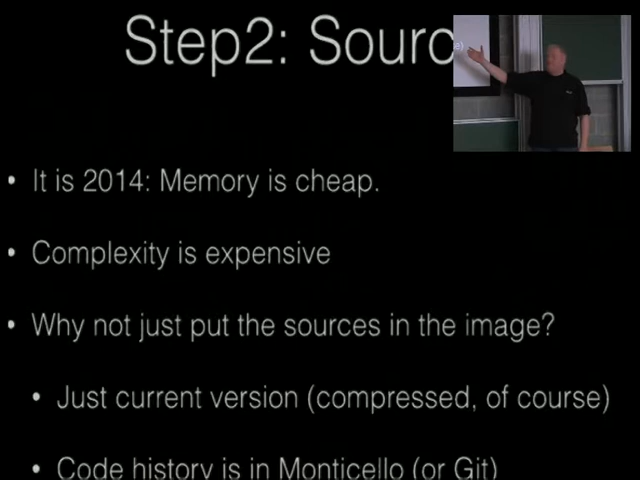 Step2: Sourc
• It is 2014: Memory is cheap.
• Complexity is expensive
• Why not just put the sources in the image?
• Just current version (compressed, of course)
• Code history is in Monticello (or Git)